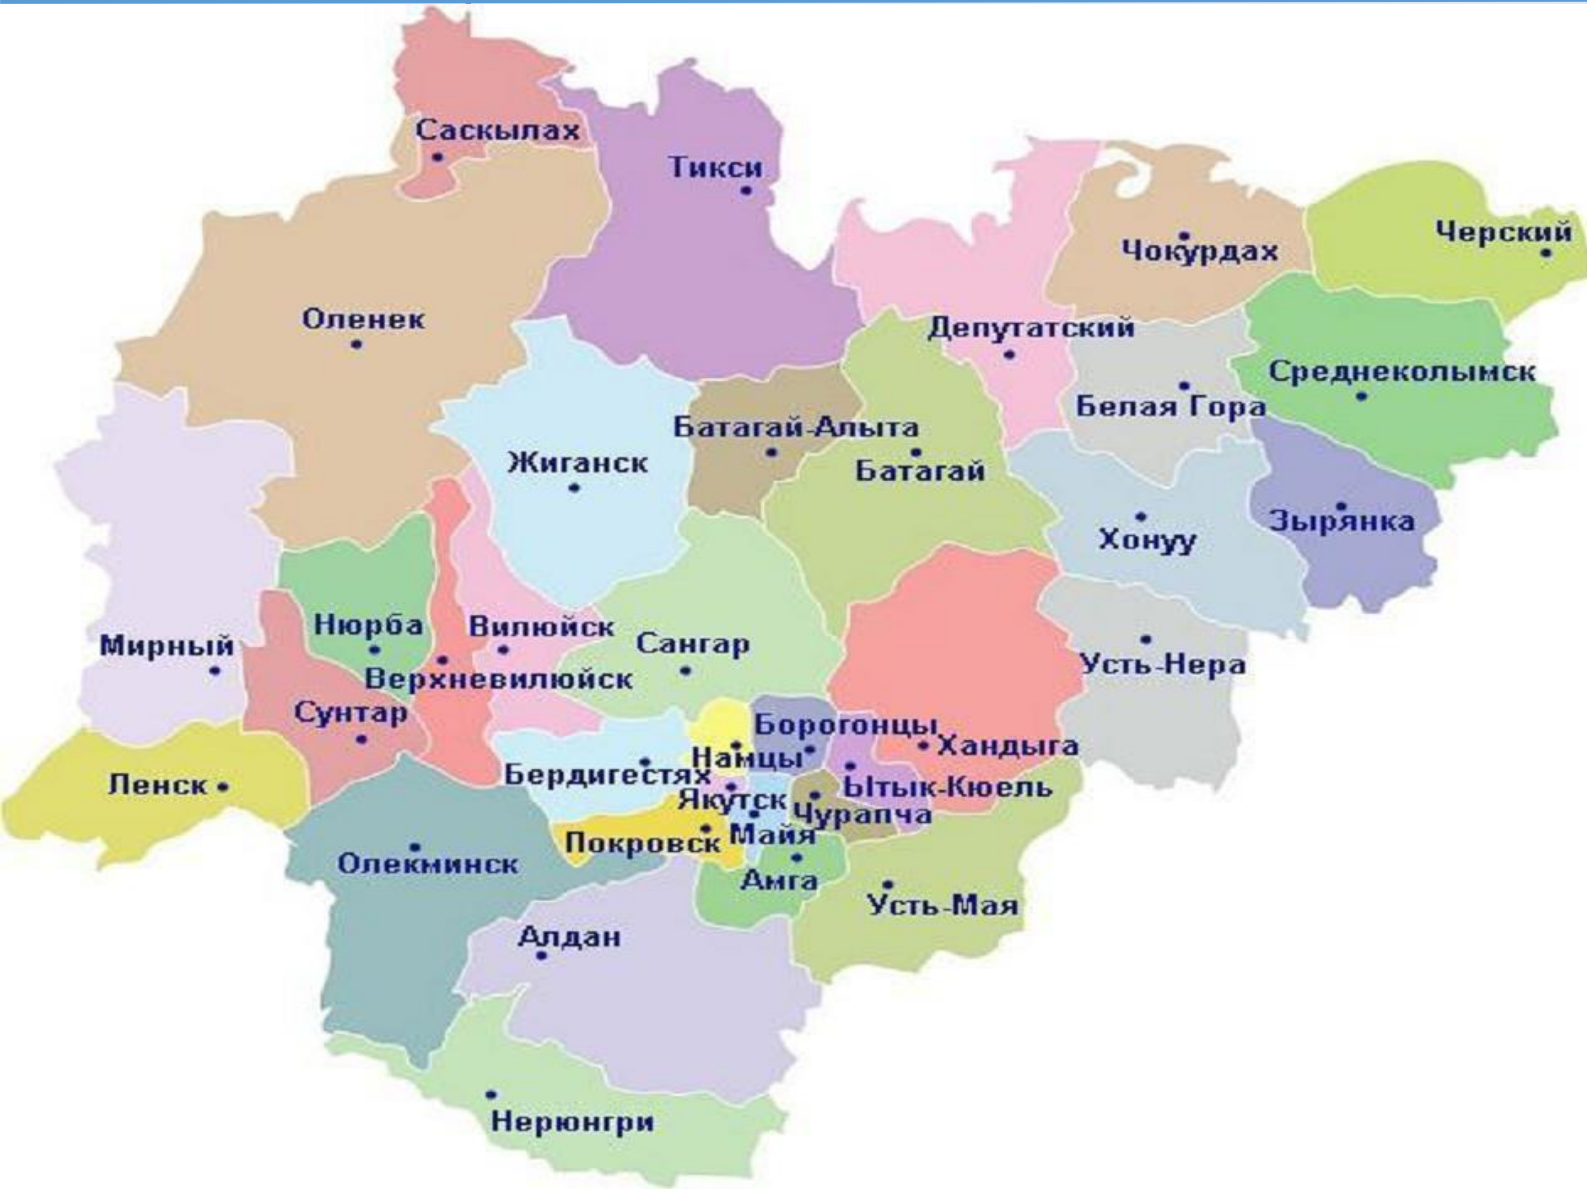 Саскылах
Тикси
Черский
Чокурдах
Оленек
Депутатский
Среднеколымск
Белая Гора
Батагай-Алыта
Жиганск
Батагай
Зырянка
Хонуу
Нюрба
Вилюйск
Сангар
Мирный
Усть-Нера
Верхневилюйск
Сунтар
Борогонцы
Хандыга
Намцы
Бердигестях
Ленск
Ытык-Кюель
Якутск
Чурапча
Майя
Покровск
Олекминск
Амга
Усть-Мая
Алдан
Нерюнгри